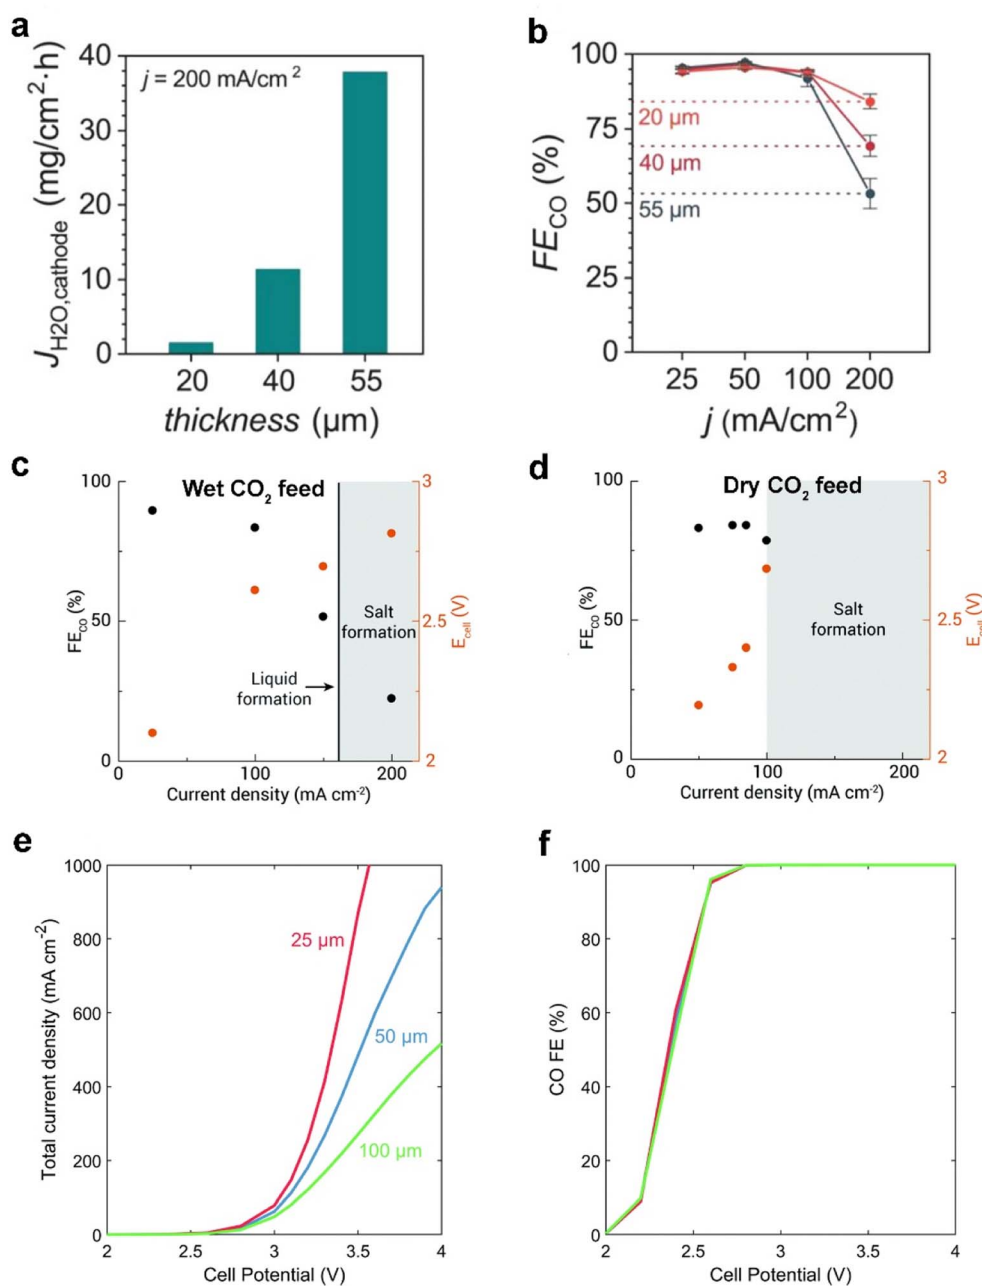 a
j = 200 mA/cm²
J_H2O,cathode (mg/cm²·h)
40
30
20
10
0
20 40 55
thickness (µm)
b
FE_CO (%)
100
75
50
25
0
20 µm
40 µm
55 µm
25 50 100 200
j (mA/cm²)
c
Wet CO₂ feed
FE_co (%)
100
50
0
3
2.5
2
E_cell (V)
Salt
formation
Liquid
formation
0 100 200
Current density (mA cm⁻²)
d
Dry CO₂ feed
FE_co (%)
100
50
0
3
2.5
2
E_cell (V)
Salt
formation
0 100 200
Current density (mA cm⁻²)
e
Total current density (mA cm⁻²)
1000
800
600
400
200
0
25 µm
50 µm
100 µm
2 2.5 3 3.5 4
Cell Potential (V)
f
CO FE (%)
100
80
60
40
20
0
2 2.5 3 3.5 4
Cell Potential (V)